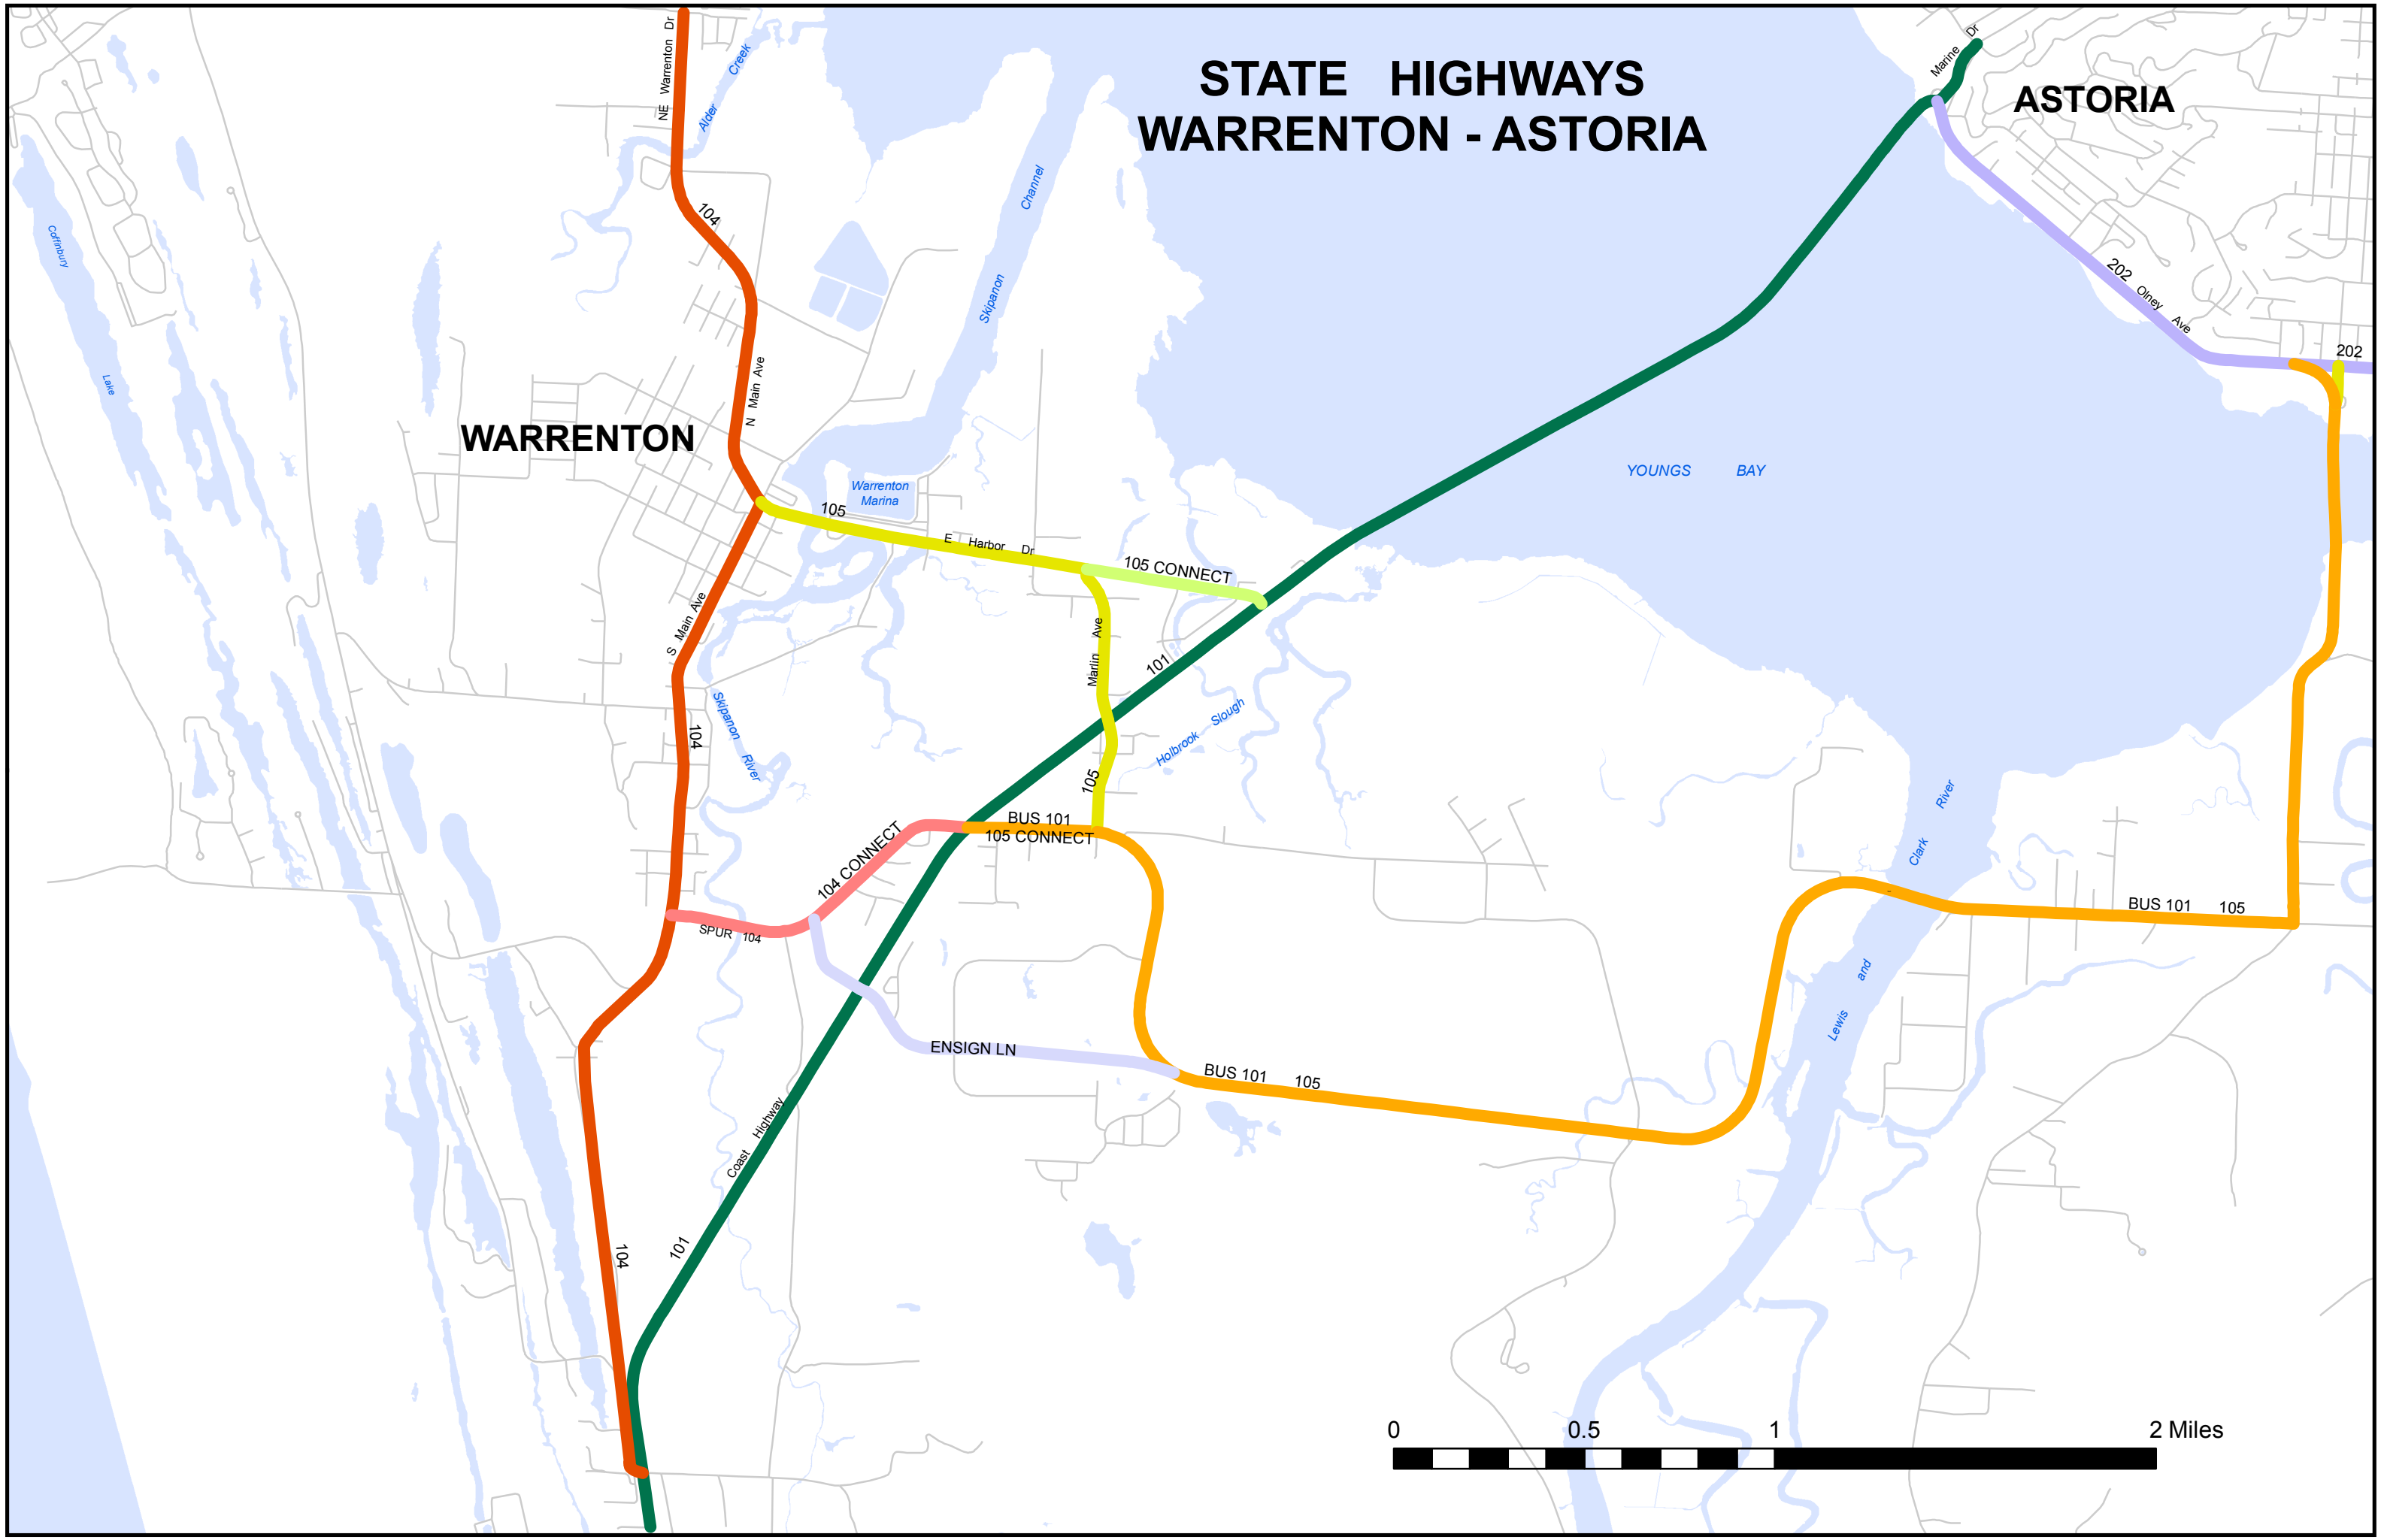 STATE HIGHWAYS
WARRENTON - ASTORIA
NE Warrenton Dr
Alder Creek
Marine Dr
ASTORIA
Skipanon Channel
104
Coffinbury
Lake
202 Olney Ave
202
N Main Ave
WARRENTON
YOUNGS BAY
Warrenton
Marina
105
E Harbor Dr
105 CONNECT
S Main Ave
Marlin Ave
101
104
Skipanon River
Holbrook Slough
105
BUS 101
105 CONNECT
104 CONNECT
SPUR 104
Lewis and Clark River
BUS 101 105
ENSIGN LN
BUS 101 105
Coast Highway
101
104
0 0.5 1 2 Miles